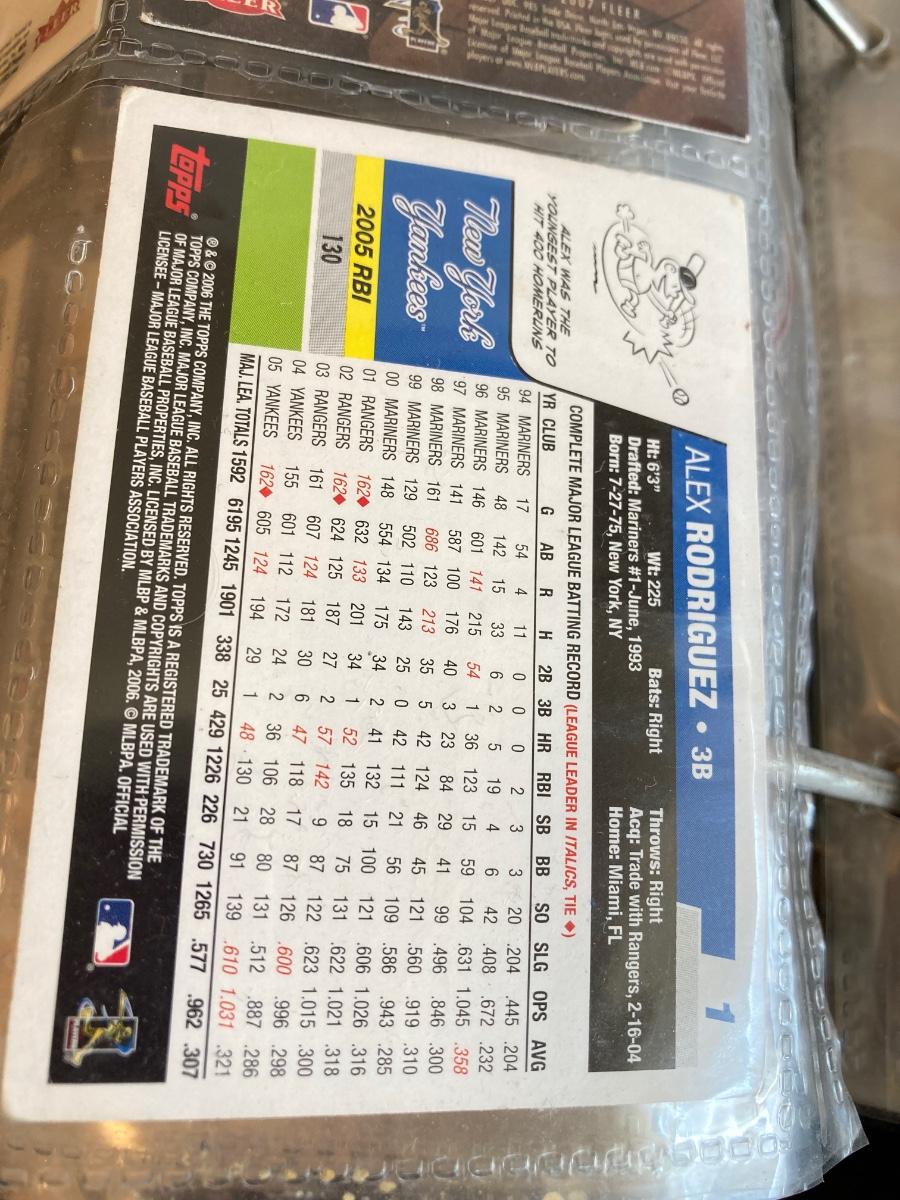 2007 FLEER
ALEX RODRIGUEZ • 3B
1
Ht: 6'3" Wt: 225 Bats: Right Throws: Right
Drafted: Mariners #1-June, 1993 Acq: Trade with Rangers, 2-16-04
Born: 7-27-75, New York, NY Home: Miami, FL
ALEX WAS THE
YOUNGEST PLAYER TO
HIT 400 HOMERUNS
New York
Yankees™
2005 RBI
130
COMPLETE MAJOR LEAGUE BATTING RECORD (LEAGUE LEADER IN ITALICS, TIE ♦)
YR CLUB G AB R H 2B 3B HR RBI SB BB SO SLG OPS AVG
94 MARINERS 17 54 4 11 0 0 0 2 3 3 20 .204 .445 .204
95 MARINERS 48 142 15 33 6 2 5 19 4 6 42 .408 .672 .232
96 MARINERS 146 601 141 215 54 1 36 123 15 59 104 .631 1.045 .358
97 MARINERS 141 587 100 176 40 3 23 84 29 41 99 .496 .846 .300
98 MARINERS 161 686 123 213 35 5 42 124 46 45 121 .560 .919 .310
99 MARINERS 129 502 110 143 25 0 42 111 21 56 109 .586 .943 .285
00 MARINERS 148 554 134 175 34 2 41 132 15 100 121 .606 1.026 .316
01 RANGERS 162♦ 632 133 201 34 1 52 135 18 75 131 .622 1.021 .318
02 RANGERS 162♦ 624 125 187 27 2 57 142 9 87 122 .623 1.015 .300
03 RANGERS 161 607 124 181 30 6 47 118 17 87 126 .600 .996 .298
04 YANKEES 155 601 112 172 24 2 36 106 28 80 131 .512 .887 .286
05 YANKEES 162♦ 605 124 194 29 1 48 130 21 91 139 .610 1.031 .321
MAJ. LEA. TOTALS 1592 6195 1245 1901 338 25 429 1226 226 730 1265 .577 .962 .307
topps®
® & © 2006 THE TOPPS COMPANY, INC. ALL RIGHTS RESERVED. TOPPS IS A REGISTERED TRADEMARK OF THE
TOPPS COMPANY, INC. MAJOR LEAGUE BASEBALL TRADEMARKS AND COPYRIGHTS ARE USED WITH PERMISSION
OF MAJOR LEAGUE BASEBALL PROPERTIES, INC. LICENSED BY MLBP & MLBPA, 2006. © MLBPA. OFFICIAL
LICENSEE – MAJOR LEAGUE BASEBALL PLAYERS ASSOCIATION.